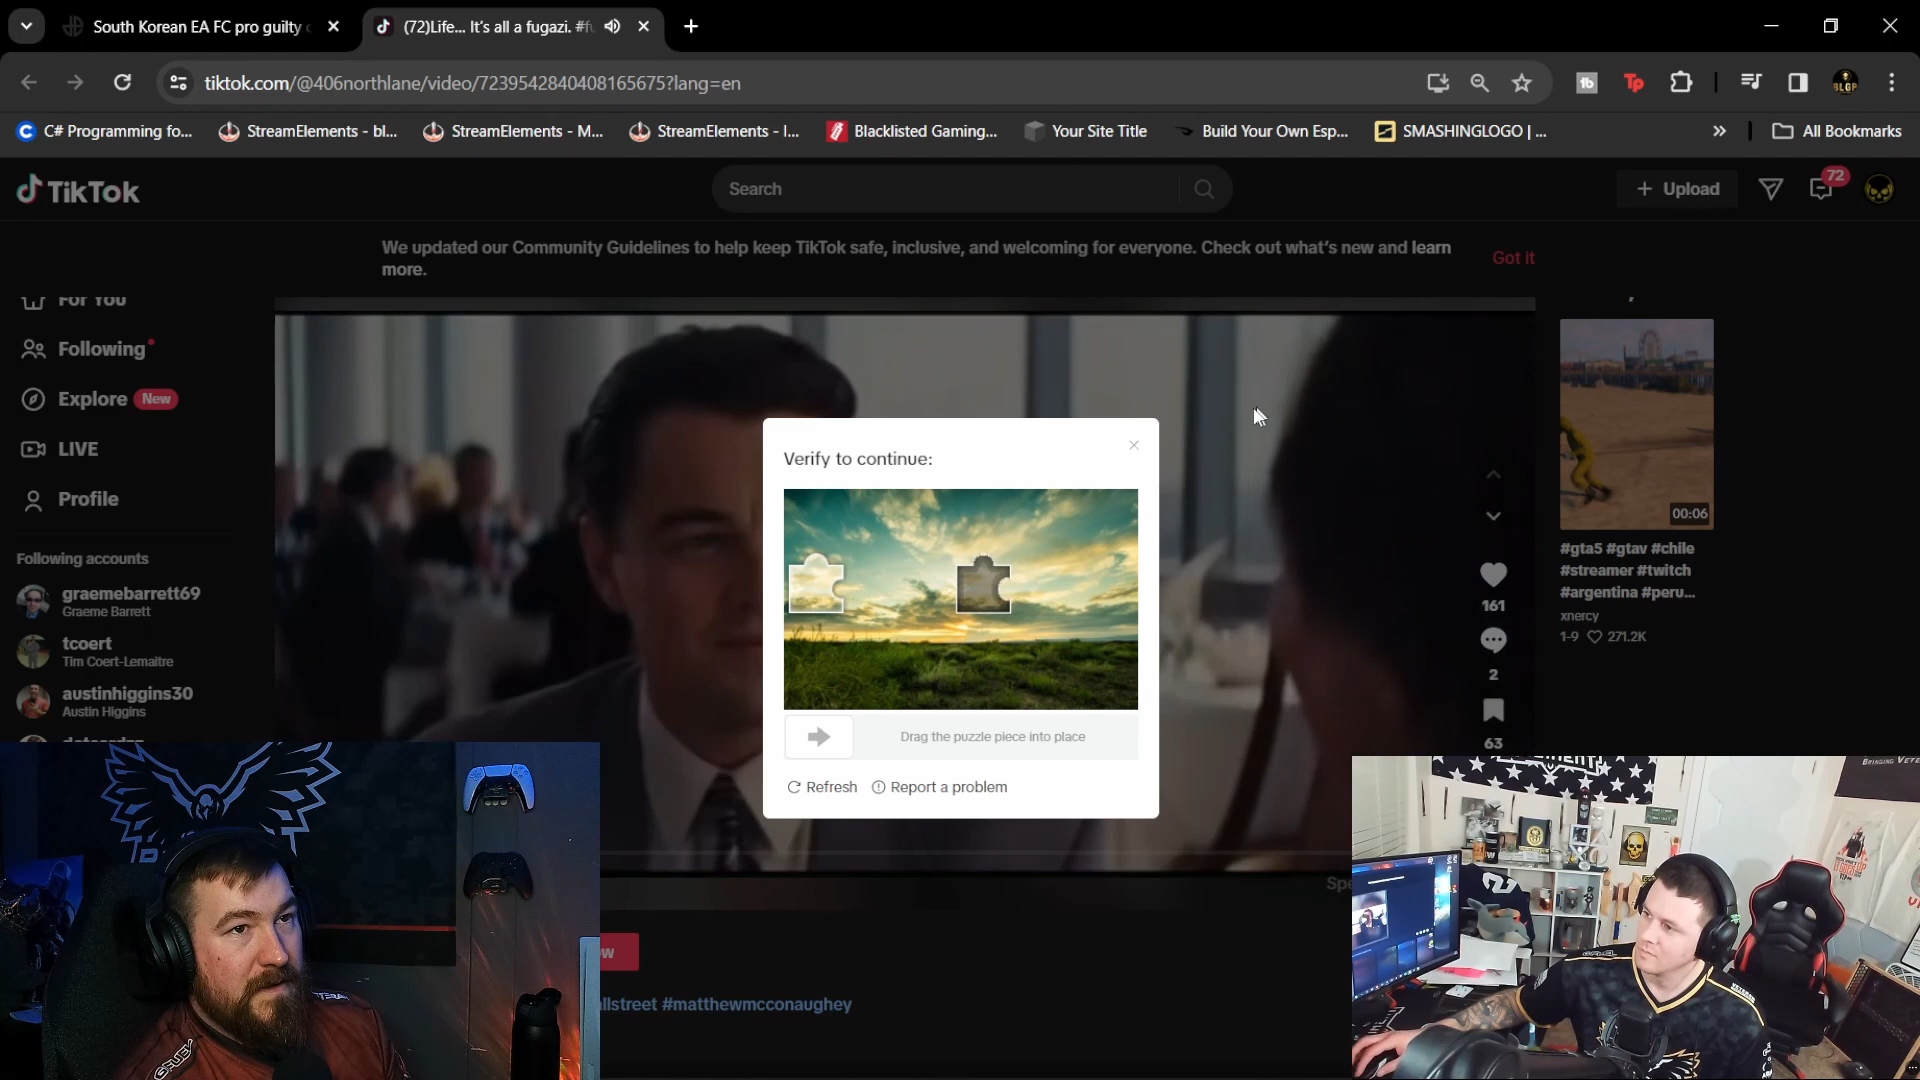 South Korean EA FC pro guilty
(72)Life... It's all a fugazi. #fu
tiktok.com/@406northlane/video/7239542840408165675?lang=en
C# Programming fo...
StreamElements - bl...
StreamElements - M...
StreamElements - I...
Blacklisted Gaming...
Your Site Title
Build Your Own Esp...
SMASHINGLOGO | ...
All Bookmarks
TikTok
Search
Upload
72
We updated our Community Guidelines to help keep TikTok safe, inclusive, and welcoming for everyone. Check out what's new and learn
more.
Got it
For You
Following
Explore New
LIVE
Profile
Following accounts
graemebarrett69
Graeme Barrett
tcoert
Tim Coert-Lemaitre
austinhiggins30
Austin Higgins
Verify to continue:
Drag the puzzle piece into place
Refresh
Report a problem
161
2
63
00:06
#gta5 #gtav #chile
#streamer #twitch
#argentina #peru...
xnercy
1-9 271.2K
llstreet #matthewmcconaughey